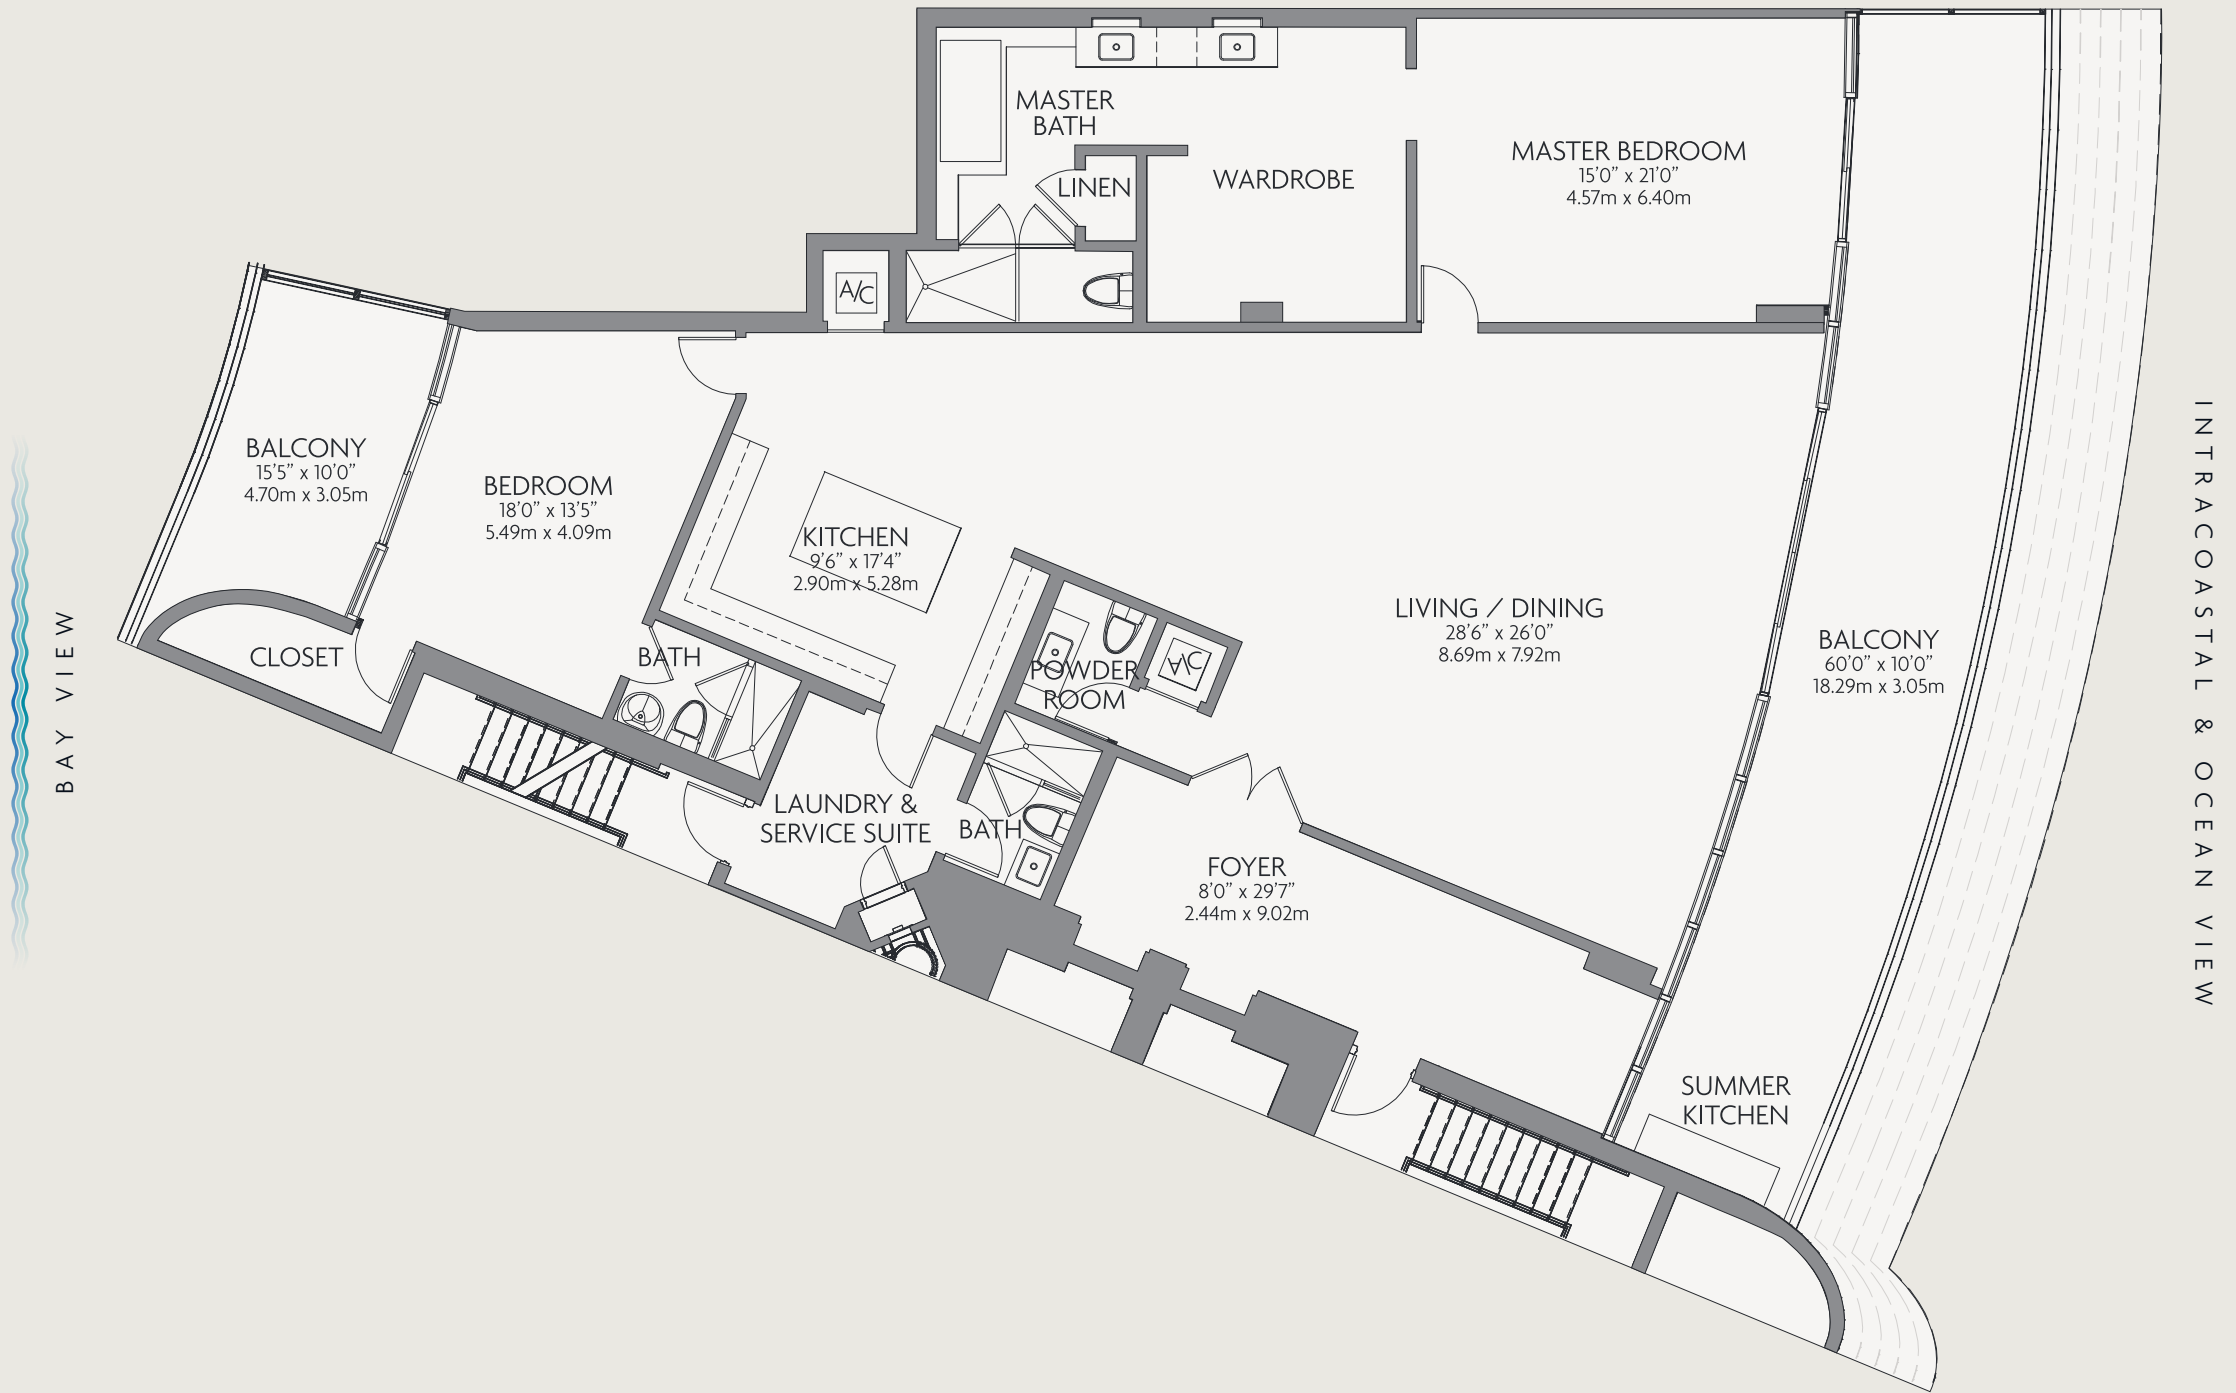 MASTER
BATH
LINEN
WARDROBE
MASTER BEDROOM
15’0” x 21’0”
4.57m x 6.40m
A/C
BALCONY
15’5” x 10’0”
4.70m x 3.05m
BEDROOM
18’0” x 13’5”
5.49m x 4.09m
KITCHEN
9’6” x 17’4”
2.90m x 5.28m
LIVING / DINING
28’6” x 26’0”
8.69m x 7.92m
BALCONY
60’0” x 10’0”
18.29m x 3.05m
CLOSET
BATH
POWDER
ROOM
A/C
LAUNDRY &
SERVICE SUITE
BATH
FOYER
8’0” x 29’7”
2.44m x 9.02m
SUMMER
KITCHEN
BAY VIEW
INTRACOASTAL & OCEAN VIEW